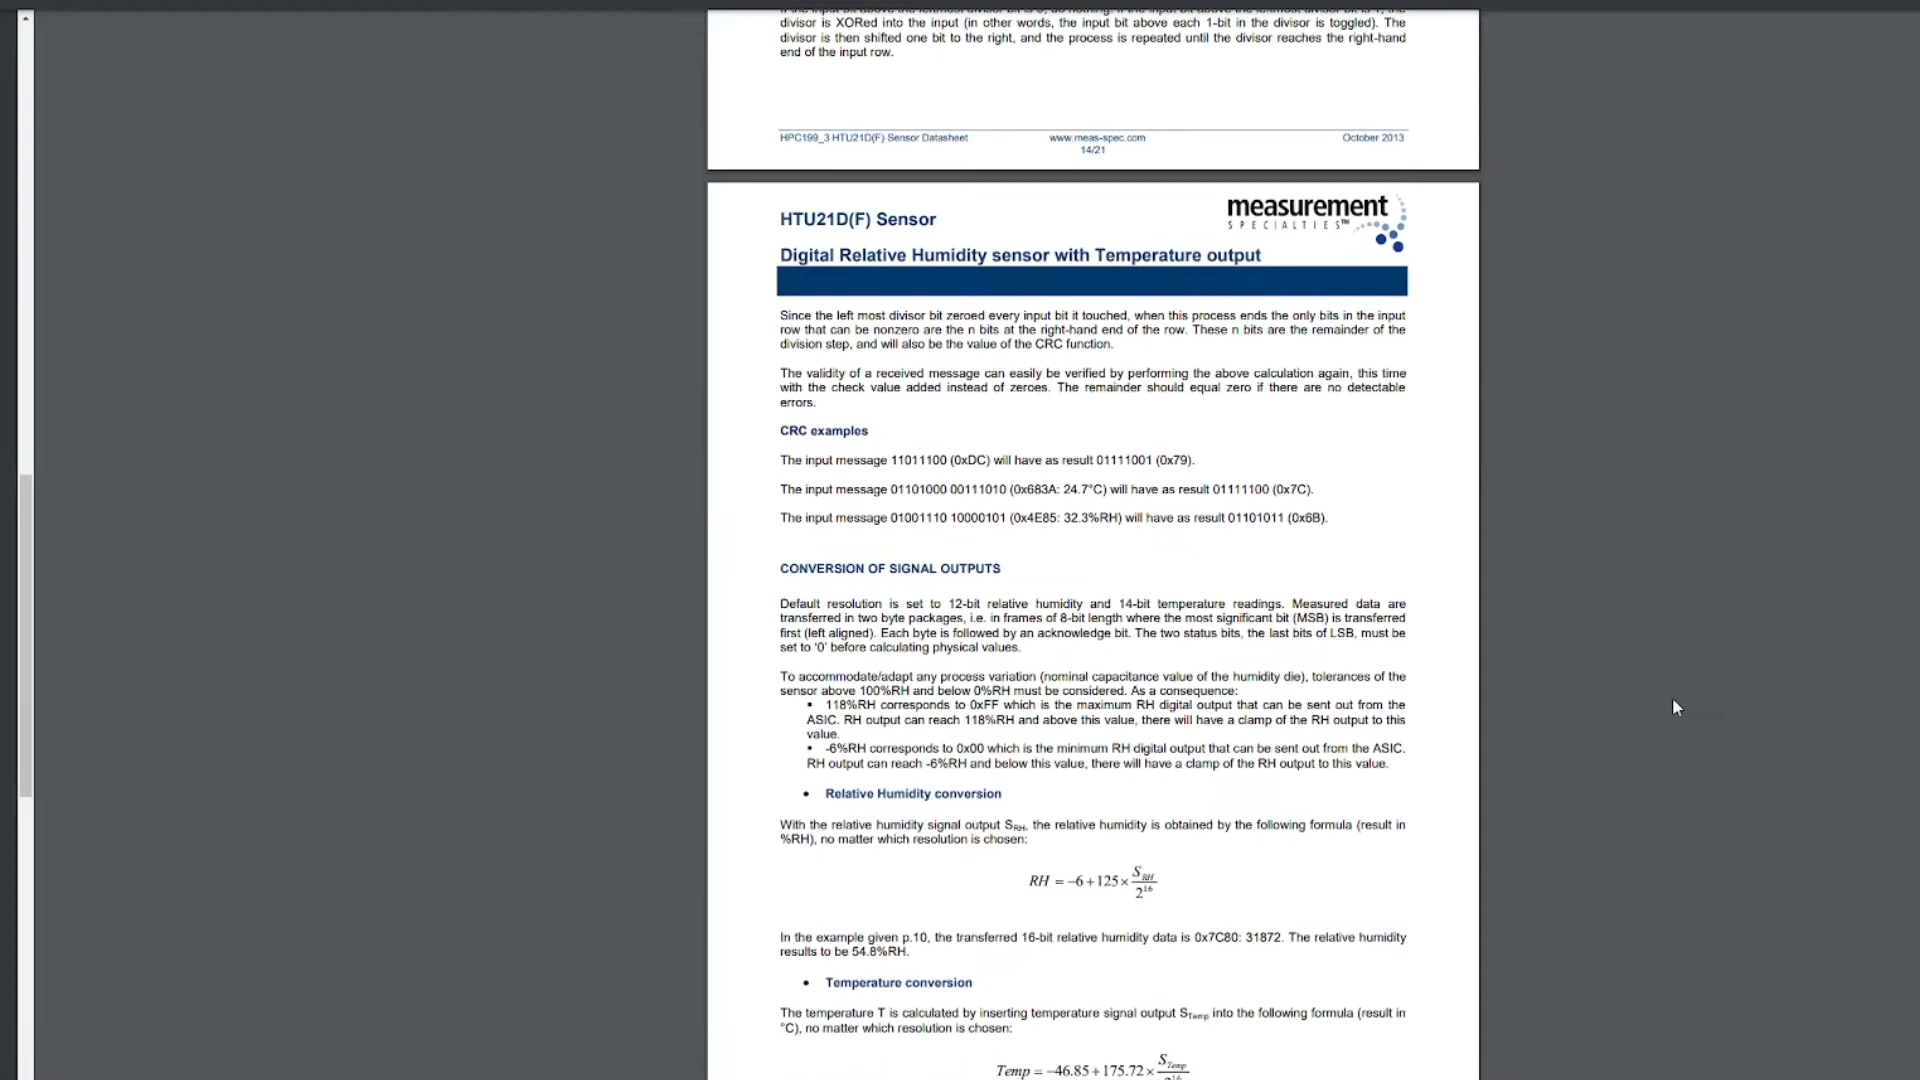 divisor is XORed into the input (in other words, the input bit above each 1-bit in the divisor is toggled). The
divisor is then shifted one bit to the right, and the process is repeated until the divisor reaches the right-hand
end of the input row.
HPC199_3 HTU21D(F) Sensor Datasheet www.meas-spec.com October 2013
14/21
measurement
SPECIALTIES™
HTU21D(F) Sensor
Digital Relative Humidity sensor with Temperature output
Since the left most divisor bit zeroed every input bit it touched, when this process ends the only bits in the input
row that can be nonzero are the n bits at the right-hand end of the row. These n bits are the remainder of the
division step, and will also be the value of the CRC function.
The validity of a received message can easily be verified by performing the above calculation again, this time
with the check value added instead of zeroes. The remainder should equal zero if there are no detectable
errors.
CRC examples
The input message 11011100 (0xDC) will have as result 01111001 (0x79).
The input message 01101000 00111010 (0x683A: 24.7°C) will have as result 01111100 (0x7C).
The input message 01001110 10000101 (0x4E85: 32.3%RH) will have as result 01101011 (0x6B).
CONVERSION OF SIGNAL OUTPUTS
Default resolution is set to 12-bit relative humidity and 14-bit temperature readings. Measured data are
transferred in two byte packages, i.e. in frames of 8-bit length where the most significant bit (MSB) is transferred
first (left aligned). Each byte is followed by an acknowledge bit. The two status bits, the last bits of LSB, must be
set to '0' before calculating physical values.
To accommodate/adapt any process variation (nominal capacitance value of the humidity die), tolerances of the
sensor above 100%RH and below 0%RH must be considered. As a consequence:
▪ 118%RH corresponds to 0xFF which is the maximum RH digital output that can be sent out from the
ASIC. RH output can reach 118%RH and above this value, there will have a clamp of the RH output to this
value.
▪ -6%RH corresponds to 0x00 which is the minimum RH digital output that can be sent out from the ASIC.
RH output can reach -6%RH and below this value, there will have a clamp of the RH output to this value.
• Relative Humidity conversion
With the relative humidity signal output S_RH, the relative humidity is obtained by the following formula (result in
%RH), no matter which resolution is chosen:
RH = −6 + 125 × S_RH / 2^16
In the example given p.10, the transferred 16-bit relative humidity data is 0x7C80: 31872. The relative humidity
results to be 54.8%RH.
• Temperature conversion
The temperature T is calculated by inserting temperature signal output S_Temp into the following formula (result in
°C), no matter which resolution is chosen:
Temp = −46.85 + 175.72 × S_Temp